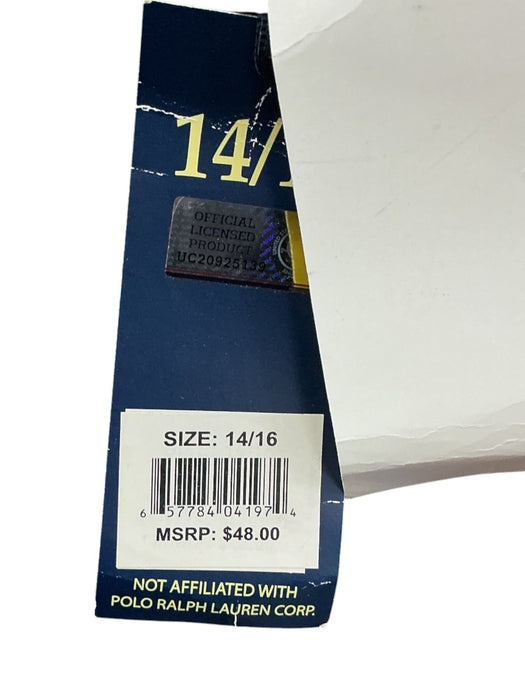 14/
OFFICIAL
LICENSED
PRODUCT
UC20925139
SIZE: 14/16
6 57784 04197 4
MSRP: $48.00
NOT AFFILIATED WITH
POLO RALPH LAUREN CORP.